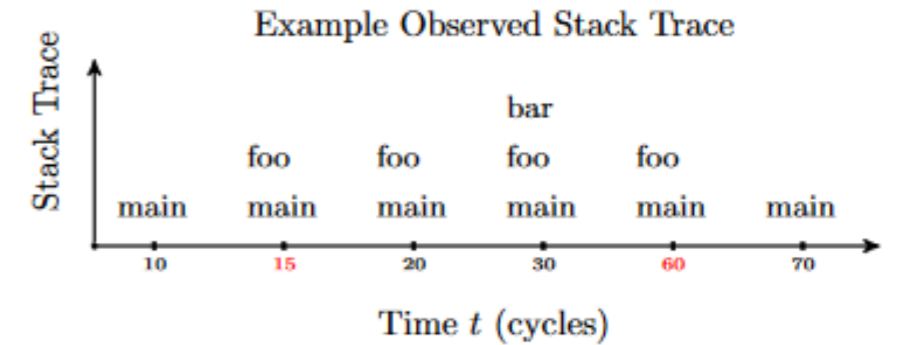 Example Observed Stack Trace
Stack Trace
bar
foo foo foo foo
main main main main main main
10 15 20 30 60 70
Time t (cycles)